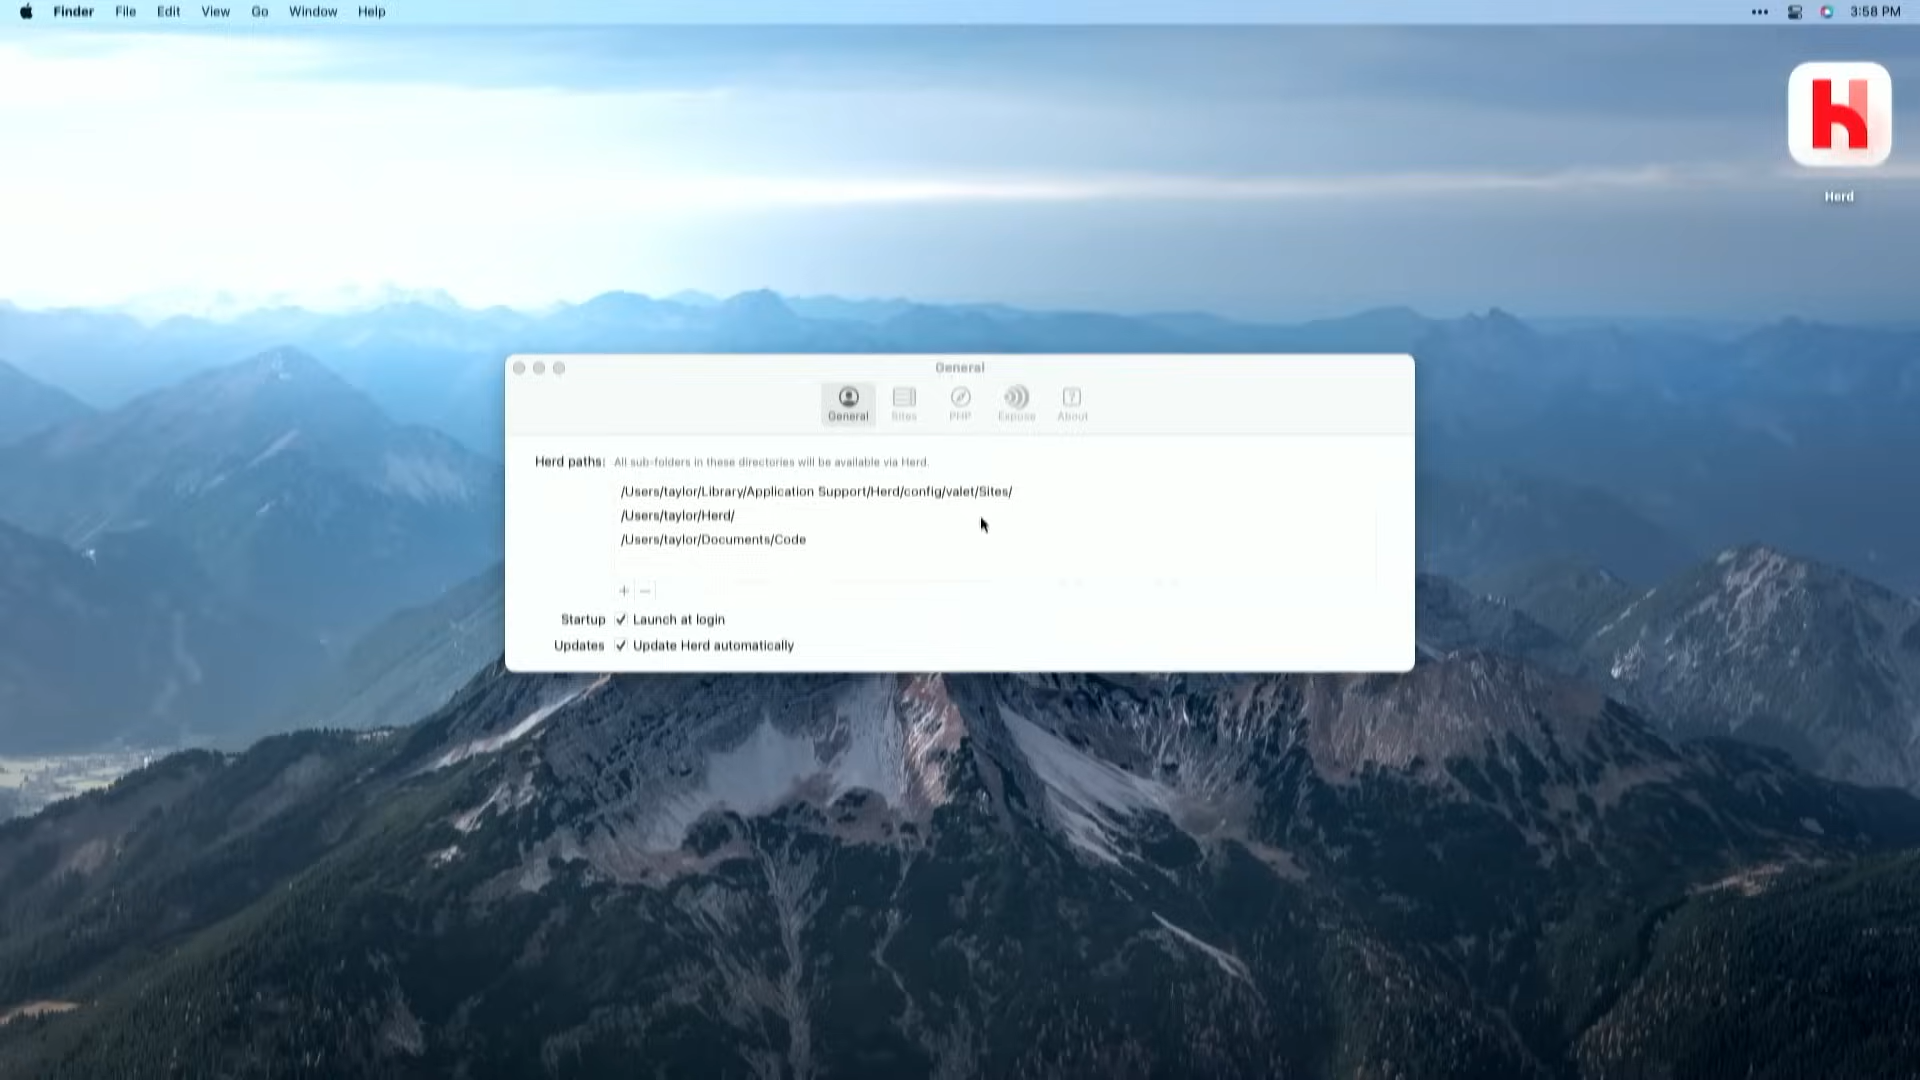 Finder File Edit View Go Window Help 3:58 PM
Herd
General
General Sites PHP Expose About
Herd paths: All sub-folders in these directories will be available via Herd.
/Users/taylor/Library/Application Support/Herd/config/valet/Sites/
/Users/taylor/Herd/
/Users/taylor/Documents/Code
+ −
Startup ✓ Launch at login
Updates ✓ Update Herd automatically